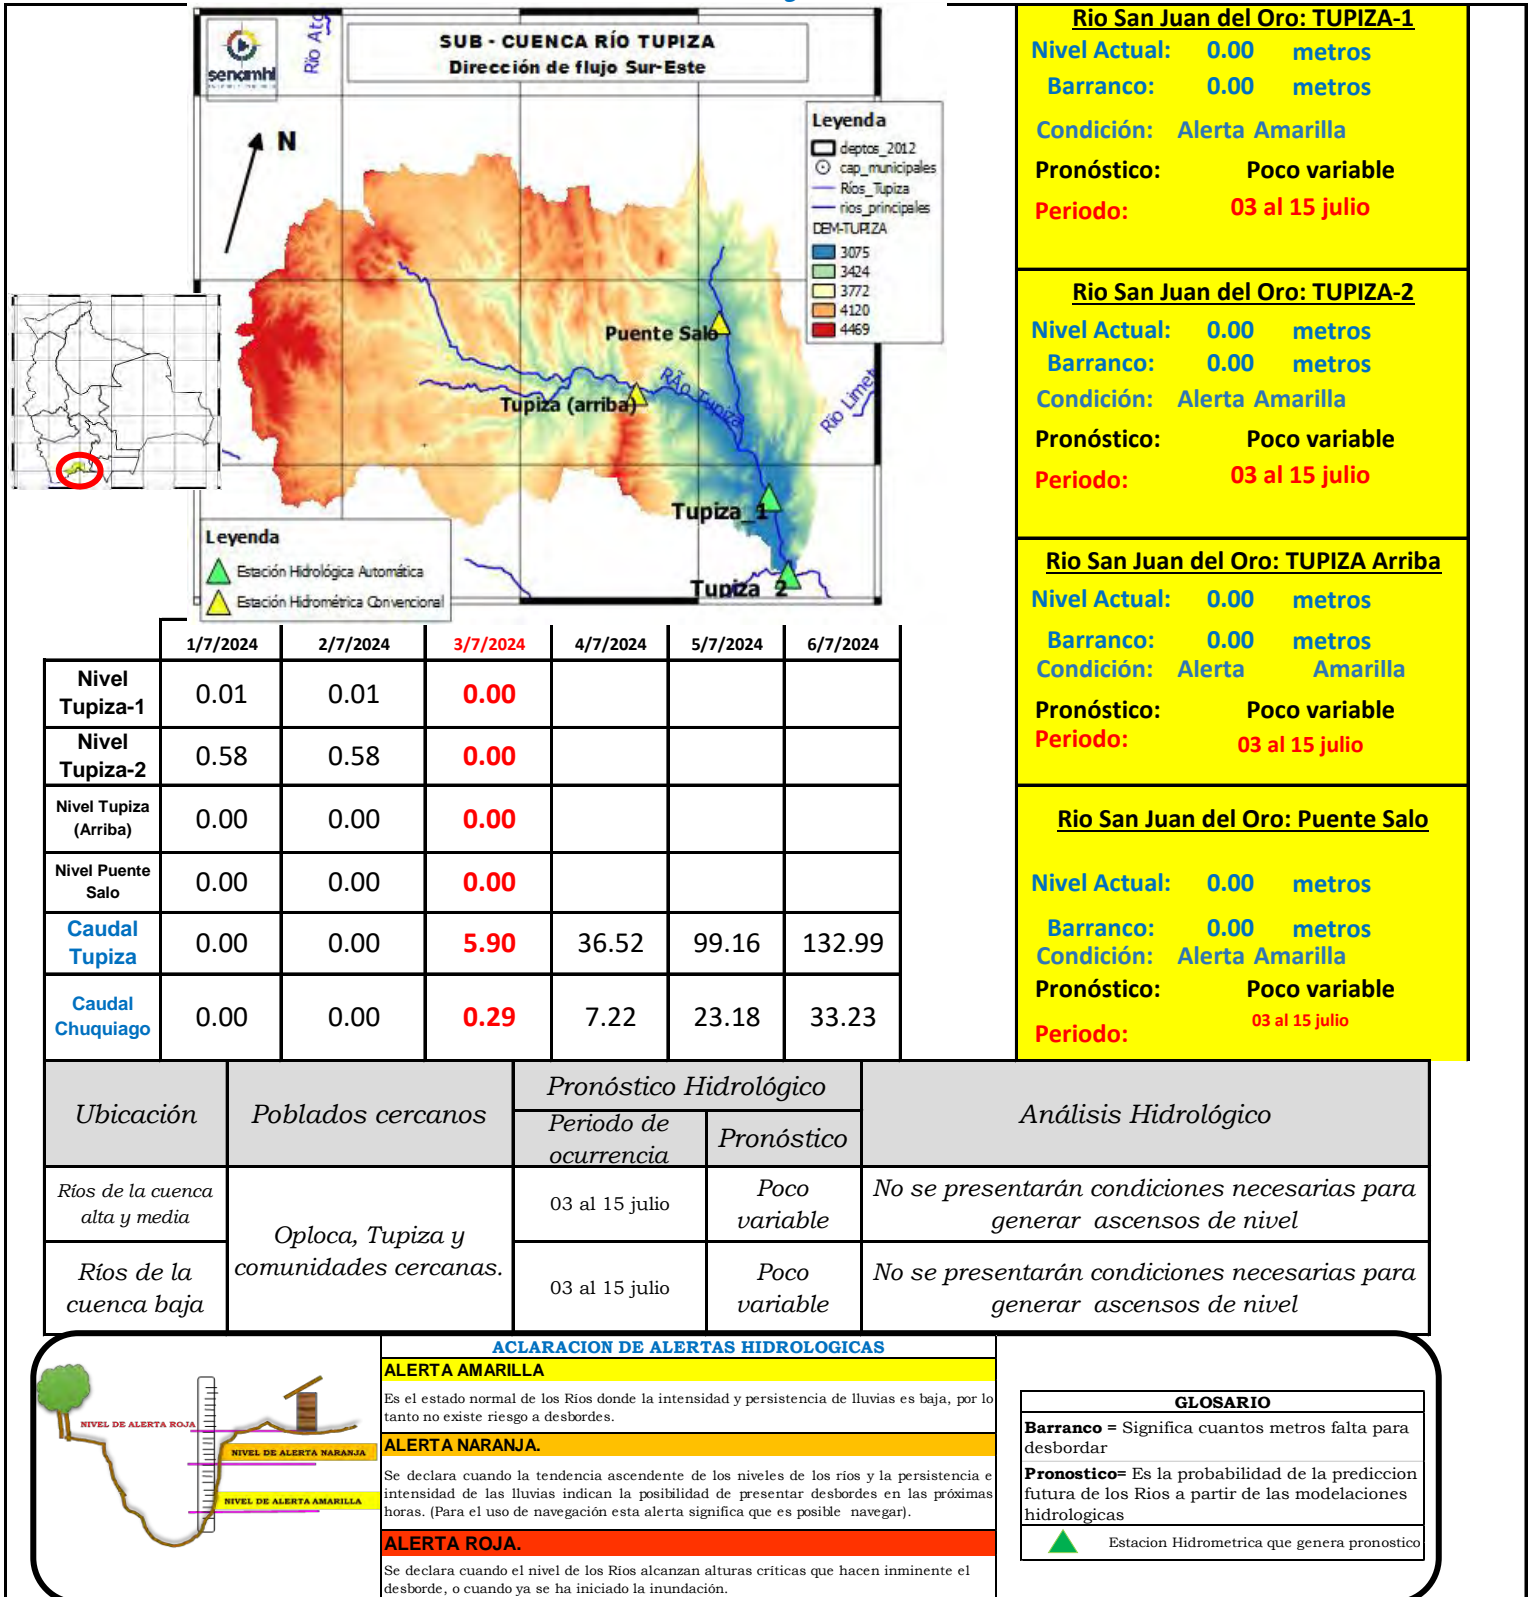 Río Ato
senamhi
SUB - CUENCA RÍO TUPIZA
Dirección de flujo Sur-Este
N
Leyenda
deptos_2012
cap_municipales
Ríos_Tupiza
rios_principales
DEM-TUPIZA
3075
3424
3772
4120
4469
Puente Salo
RÃo Tupiza
Tupiza (arriba)
Río Limet
Tupiza_1
Tupiza_2
Leyenda
Estación Hidrológica Automática
Estación Hidrométrica Convencional
Rio San Juan del Oro: TUPIZA-1
Nivel Actual: 0.00 metros
Barranco: 0.00 metros
Condición: Alerta Amarilla
Pronóstico: Poco variable
Periodo: 03 al 15 julio
Rio San Juan del Oro: TUPIZA-2
Nivel Actual: 0.00 metros
Barranco: 0.00 metros
Condición: Alerta Amarilla
Pronóstico: Poco variable
Periodo: 03 al 15 julio
Rio San Juan del Oro: TUPIZA Arriba
Nivel Actual: 0.00 metros
Barranco: 0.00 metros
Condición: Alerta Amarilla
Pronóstico: Poco variable
Periodo: 03 al 15 julio
Rio San Juan del Oro: Puente Salo
Nivel Actual: 0.00 metros
Barranco: 0.00 metros
Condición: Alerta Amarilla
Pronóstico: Poco variable
Periodo: 03 al 15 julio
1/7/2024 2/7/2024 3/7/2024 4/7/2024 5/7/2024 6/7/2024
Nivel
Tupiza-1
0.01 0.01 0.00
Nivel
Tupiza-2
0.58 0.58 0.00
Nivel Tupiza
(Arriba)
0.00 0.00 0.00
Nivel Puente
Salo
0.00 0.00 0.00
Caudal
Tupiza
0.00 0.00 5.90 36.52 99.16 132.99
Caudal
Chuquiago
0.00 0.00 0.29 7.22 23.18 33.23
Ubicación
Poblados cercanos
Pronóstico Hidrológico
Periodo de
ocurrencia
Pronóstico
Análisis Hidrológico
Ríos de la cuenca
alta y media
Oploca, Tupiza y
comunidades cercanas.
03 al 15 julio
Poco
variable
No se presentarán condiciones necesarias para
generar ascensos de nivel
Ríos de la
cuenca baja
03 al 15 julio
Poco
variable
No se presentarán condiciones necesarias para
generar ascensos de nivel
NIVEL DE ALERTA ROJA
NIVEL DE ALERTA NARANJA
NIVEL DE ALERTA AMARILLA
ACLARACION DE ALERTAS HIDROLOGICAS
ALERTA AMARILLA
Es el estado normal de los Ríos donde la intensidad y persistencia de lluvias es baja, por lo
tanto no existe riesgo a desbordes.
ALERTA NARANJA.
Se declara cuando la tendencia ascendente de los niveles de los ríos y la persistencia e
intensidad de las lluvias indican la posibilidad de presentar desbordes en las próximas
horas. (Para el uso de navegación esta alerta significa que es posible navegar).
ALERTA ROJA.
Se declara cuando el nivel de los Ríos alcanzan alturas críticas que hacen inminente el
desborde, o cuando ya se ha iniciado la inundación.
GLOSARIO
Barranco = Significa cuantos metros falta para
desbordar
Pronostico= Es la probabilidad de la prediccion
futura de los Rios a partir de las modelaciones
hidrologicas
Estacion Hidrometrica que genera pronostico